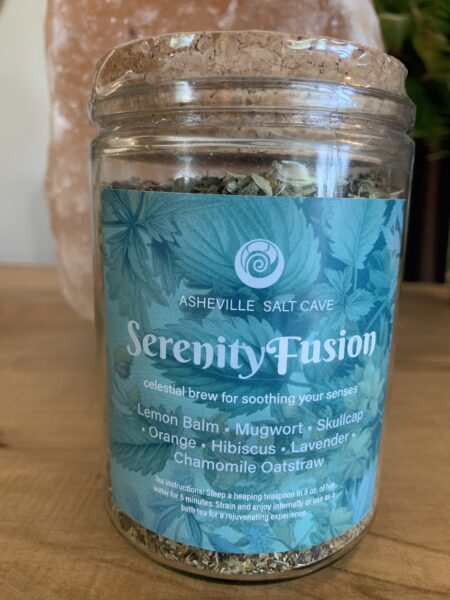 ASHEVILLE SALT CAVE
Serenity Fusion
celestial brew for soothing your senses
Lemon Balm • Mugwort • Skullcap
• Orange • Hibiscus • Lavender •
Chamomile Oatstraw
Tea instructions: Steep a heaping teaspoon in 8 oz. of hot
water for 5 minutes. Strain and enjoy internally or use as a
bath tea for a rejuvenating experience.